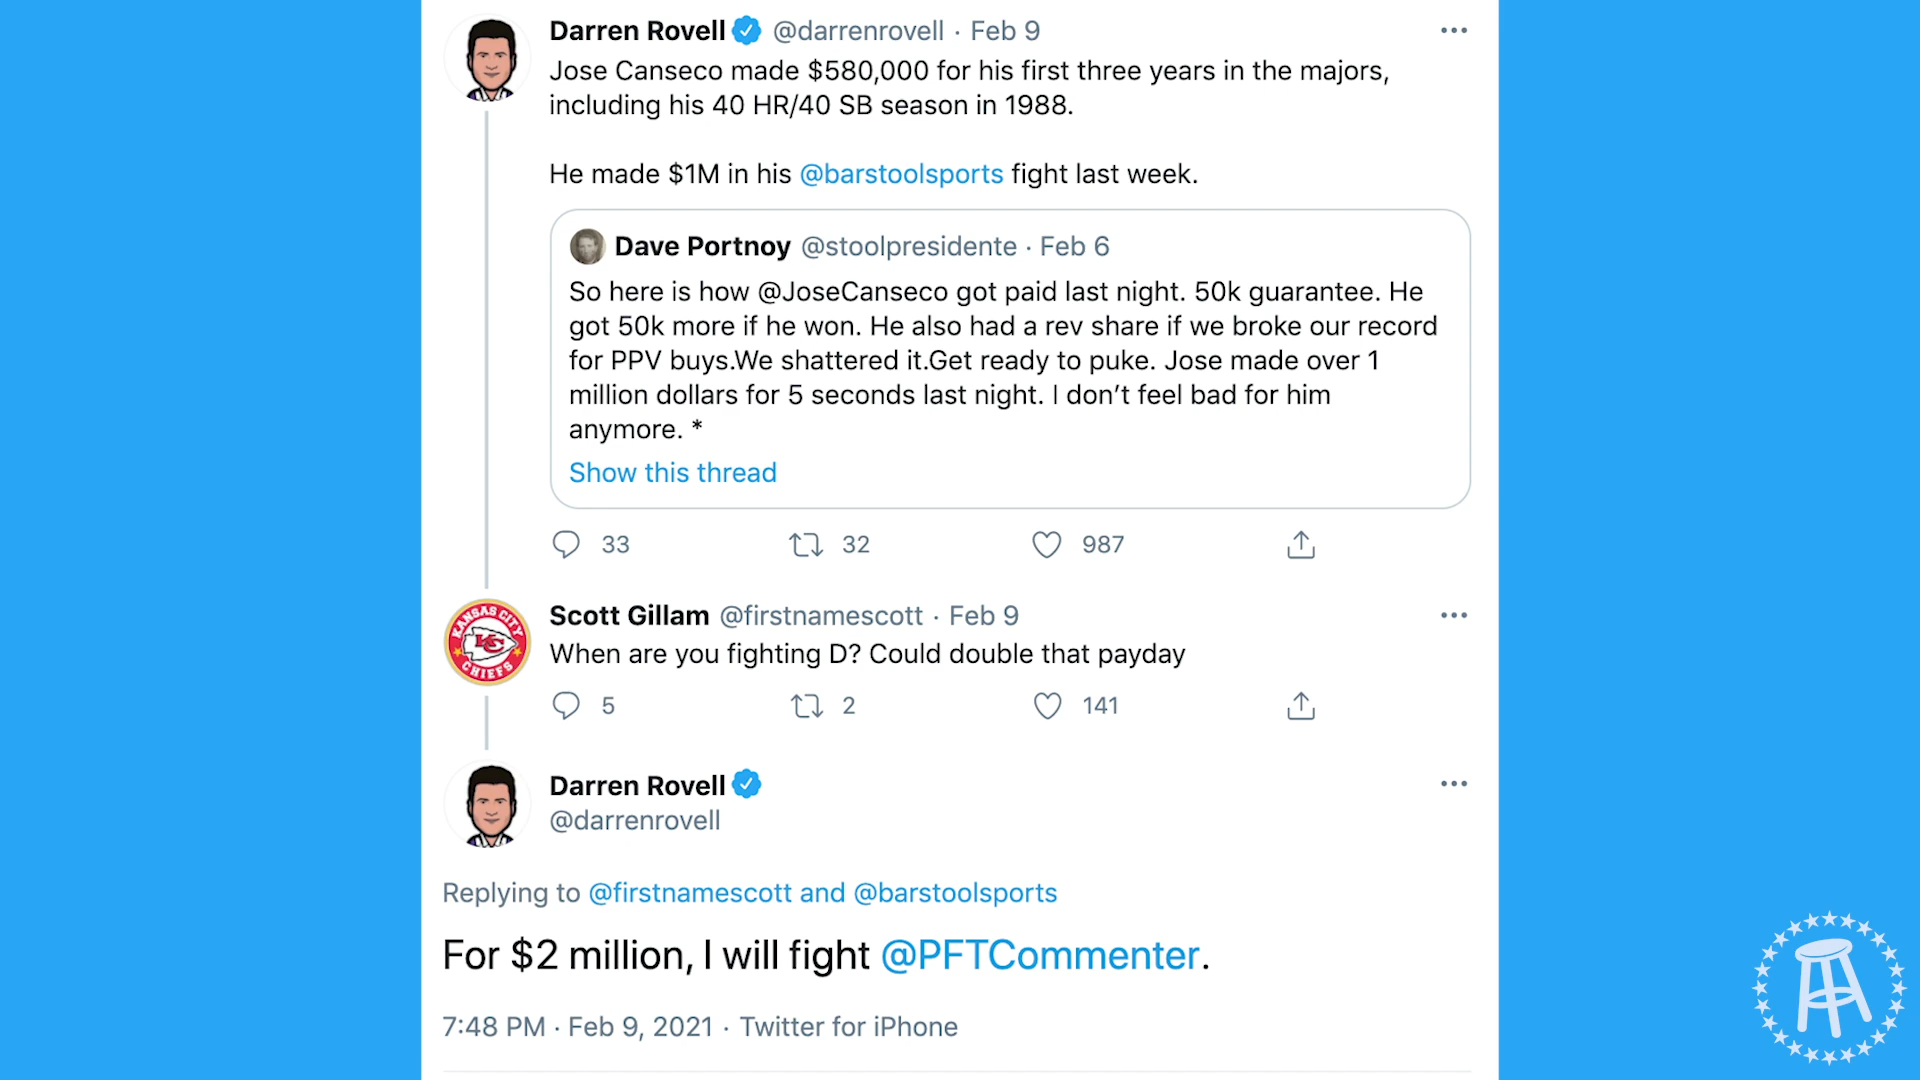 Darren Rovell @darrenrovell · Feb 9
Jose Canseco made $580,000 for his first three years in the majors,
including his 40 HR/40 SB season in 1988.
He made $1M in his @barstoolsports fight last week.
Dave Portnoy @stoolpresidente · Feb 6
So here is how @JoseCanseco got paid last night. 50k guarantee. He
got 50k more if he won. He also had a rev share if we broke our record
for PPV buys.We shattered it.Get ready to puke. Jose made over 1
million dollars for 5 seconds last night. I don’t feel bad for him
anymore. *
Show this thread
33 32 987
KANSAS CITY
KC
CHIEFS
Scott Gillam @firstnamescott · Feb 9
When are you fighting D? Could double that payday
5 2 141
Darren Rovell
@darrenrovell
Replying to @firstnamescott and @barstoolsports
For $2 million, I will fight @PFTCommenter.
7:48 PM · Feb 9, 2021 · Twitter for iPhone